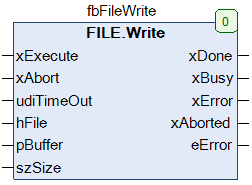 fbFileWrite
0
FILE.Write
xExecute xDone
xAbort xBusy
udiTimeOut xError
hFile xAborted
pBuffer eError
szSize